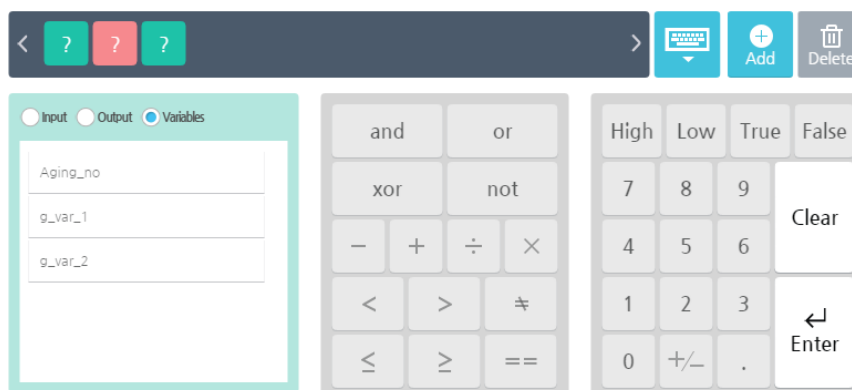 ? ? ?
Add
Delete
Input Output Variables
Aging_no
g_var_1
g_var_2
and or
xor not
− + ÷ ×
< > ≠
≤ ≥ ==
High Low True False
7 8 9
Clear
4 5 6
1 2 3
Enter
0 +/− .